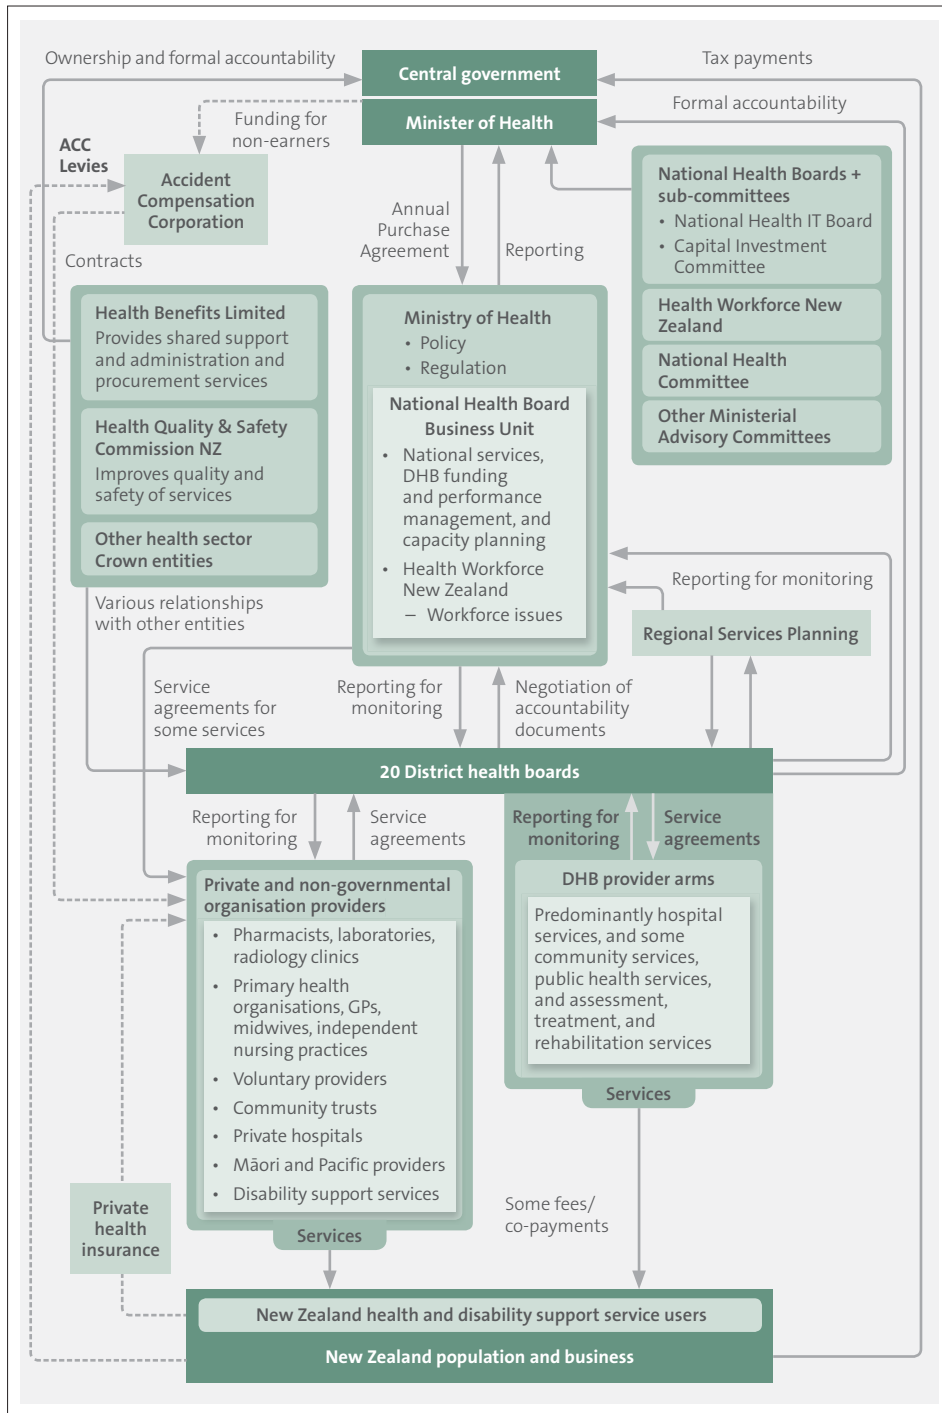 Ownership and formal accountability
Central government
Tax payments
Minister of Health
Formal accountability
Funding for
non-earners
ACC
Levies
Accident
Compensation
Corporation
National Health Boards +
sub-committees
• National Health IT Board
• Capital Investment
Committee
Health Workforce New
Zealand
National Health
Committee
Other Ministerial
Advisory Committees
Annual
Purchase
Agreement
Reporting
Contracts
Health Benefits Limited
Provides shared support
and administration and
procurement services
Health Quality & Safety
Commission NZ
Improves quality and
safety of services
Other health sector
Crown entities
Ministry of Health
• Policy
• Regulation
National Health Board
Business Unit
• National services,
DHB funding
and performance
management, and
capacity planning
• Health Workforce
New Zealand
– Workforce issues
Reporting for monitoring
Regional Services Planning
Various relationships
with other entities
Service
agreements for
some services
Reporting for
monitoring
Negotiation of
accountability
documents
20 District health boards
Reporting for
monitoring
Service
agreements
Reporting for
monitoring
Service
agreements
Private and non-governmental
organisation providers
• Pharmacists, laboratories,
radiology clinics
• Primary health
organisations, GPs,
midwives, independent
nursing practices
• Voluntary providers
• Community trusts
• Private hospitals
• Māori and Pacific providers
• Disability support services
Services
DHB provider arms
Predominantly hospital
services, and some
community services,
public health services,
and assessment,
treatment, and
rehabilitation services
Services
Private
health
insurance
Some fees/
co-payments
New Zealand health and disability support service users
New Zealand population and business